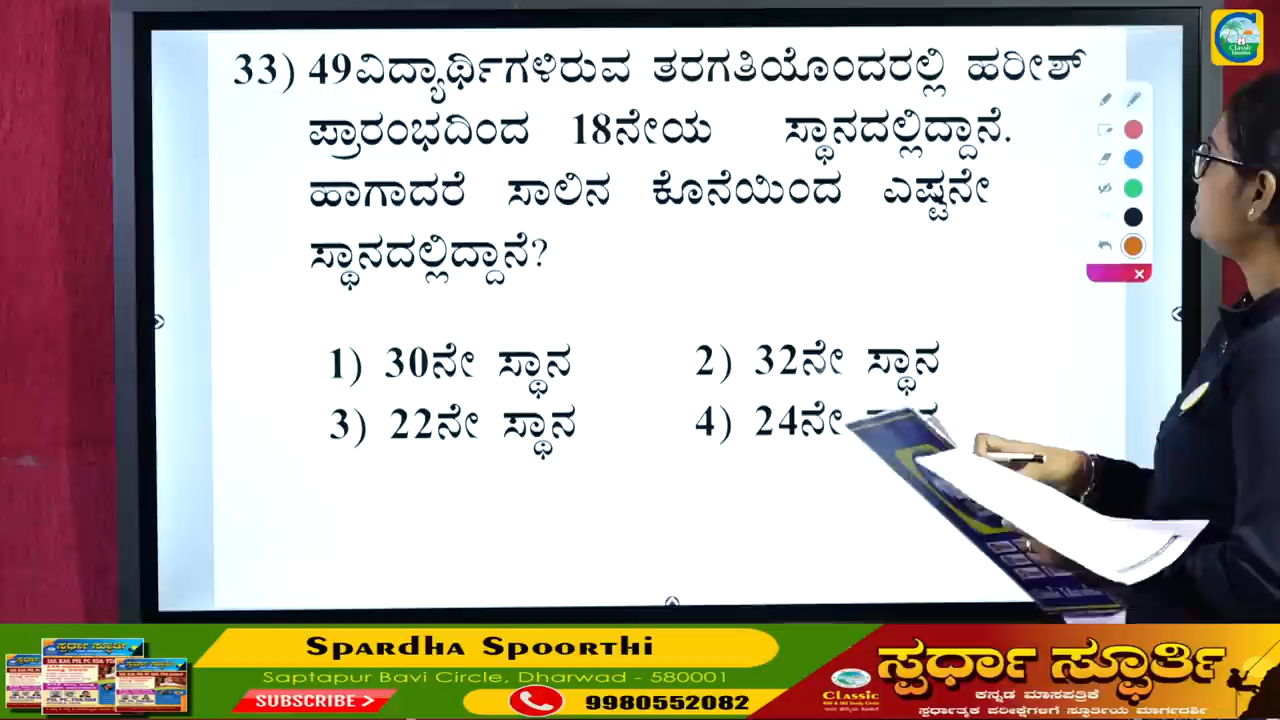 33) 49ವಿದ್ಯಾರ್ಥಿಗಳಿರುವ ತರಗತಿಯೊಂದರಲ್ಲಿ ಹರೀಶ್
ಪ್ರಾರಂಭದಿಂದ 18ನೇಯ ಸ್ಥಾನದಲ್ಲಿದ್ದಾನೆ.
ಹಾಗಾದರೆ ಸಾಲಿನ ಕೊನೆಯಿಂದ ಎಷ್ಟನೇ
ಸ್ಥಾನದಲ್ಲಿದ್ದಾನೆ?
1) 30ನೇ ಸ್ಥಾನ 2) 32ನೇ ಸ್ಥಾನ
3) 22ನೇ ಸ್ಥಾನ 4) 24ನೇ
Classic
Spardha Spoorthi
Saptapur Bavi Circle, Dharwad - 580001
SUBSCRIBE >
9980552082
Classic
ಸ್ಪರ್ಧಾ ಸ್ಫೂರ್ತಿ
ಕನ್ನಡ ಮಾಸಪತ್ರಿಕೆ
ಸ್ಪರ್ಧಾತ್ಮಕ ಪರೀಕ್ಷೆಗಳಿಗೆ ಸ್ಫೂರ್ತಿಯ ಮಾರ್ಗದರ್ಶಿ
ಸ್ಪರ್ಧಾ ಸ್ಫೂರ್ತಿ